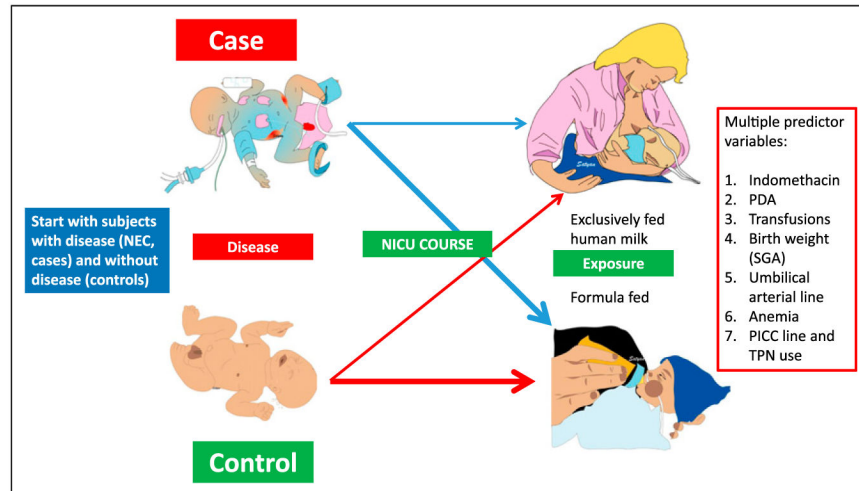 Case
Start with subjects
with disease (NEC,
cases) and without
disease (controls)
Disease
NICU COURSE
Exclusively fed
human milk
Exposure
Formula fed
Control
Multiple predictor
variables:
1. Indomethacin
2. PDA
3. Transfusions
4. Birth weight
(SGA)
5. Umbilical
arterial line
6. Anemia
7. PICC line and
TPN use
Satyan
Satyan